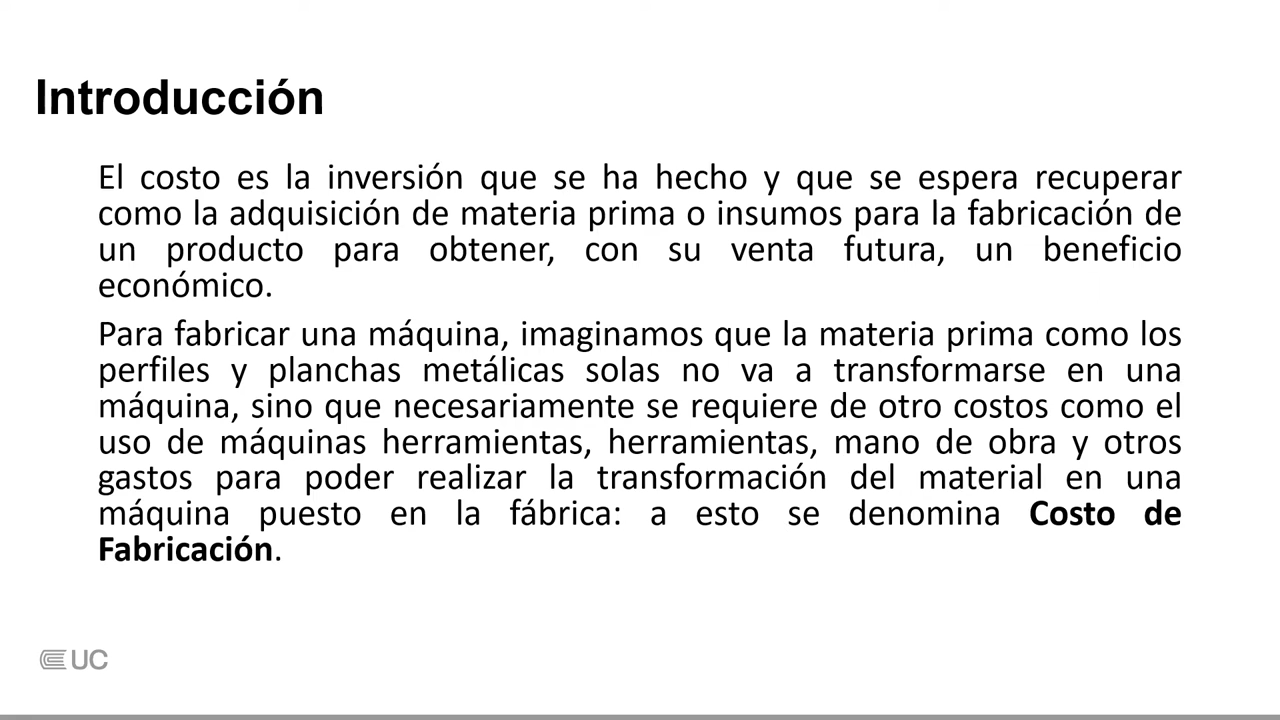 Introducción
El costo es la inversión que se ha hecho y que se espera recuperar
como la adquisición de materia prima o insumos para la fabricación de
un producto para obtener, con su venta futura, un beneficio
económico.
Para fabricar una máquina, imaginamos que la materia prima como los
perfiles y planchas metálicas solas no va a transformarse en una
máquina, sino que necesariamente se requiere de otro costos como el
uso de máquinas herramientas, herramientas, mano de obra y otros
gastos para poder realizar la transformación del material en una
máquina puesto en la fábrica: a esto se denomina Costo de
Fabricación.
UC